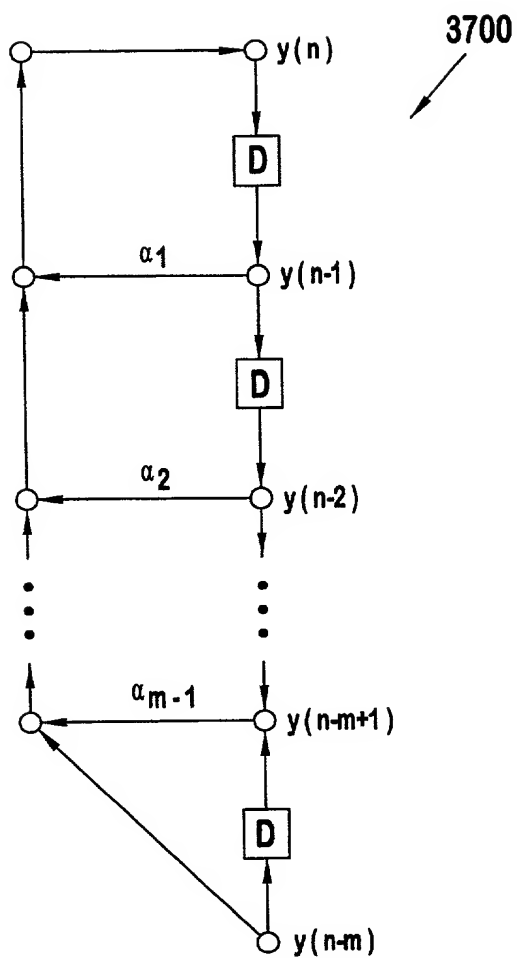 3700
y(n)
D
α1
y(n-1)
D
α2
y(n-2)
αm-1
y(n-m+1)
D
y(n-m)